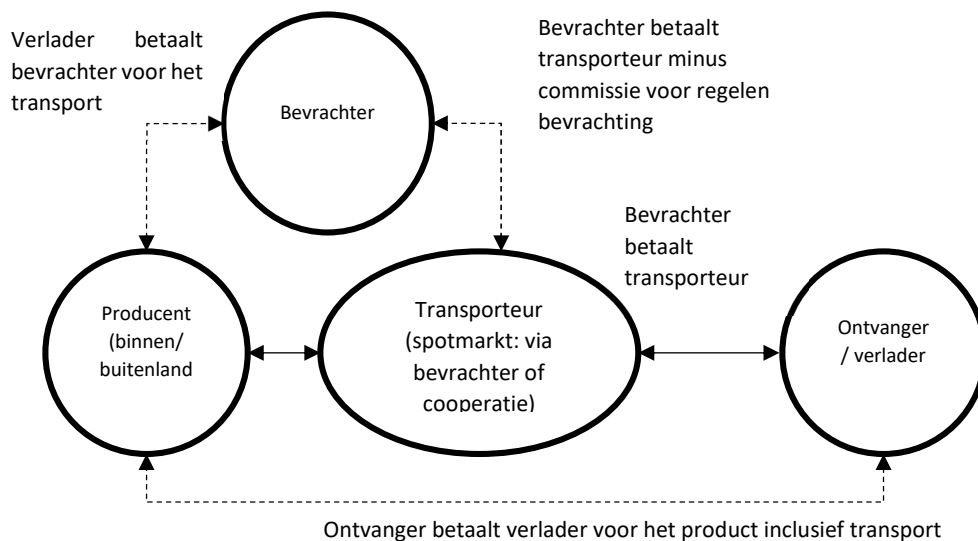 Verlader betaalt
bevrachter voor het
transport
Bevrachter
Bevrachter betaalt
transporteur minus
commissie voor regelen
bevrachting
Bevrachter
betaalt
transporteur
Producent
(binnen/
buitenland
Transporteur
(spotmarkt: via
bevrachter of
cooperatie)
Ontvanger
/ verlader
Ontvanger betaalt verlader voor het product inclusief transport